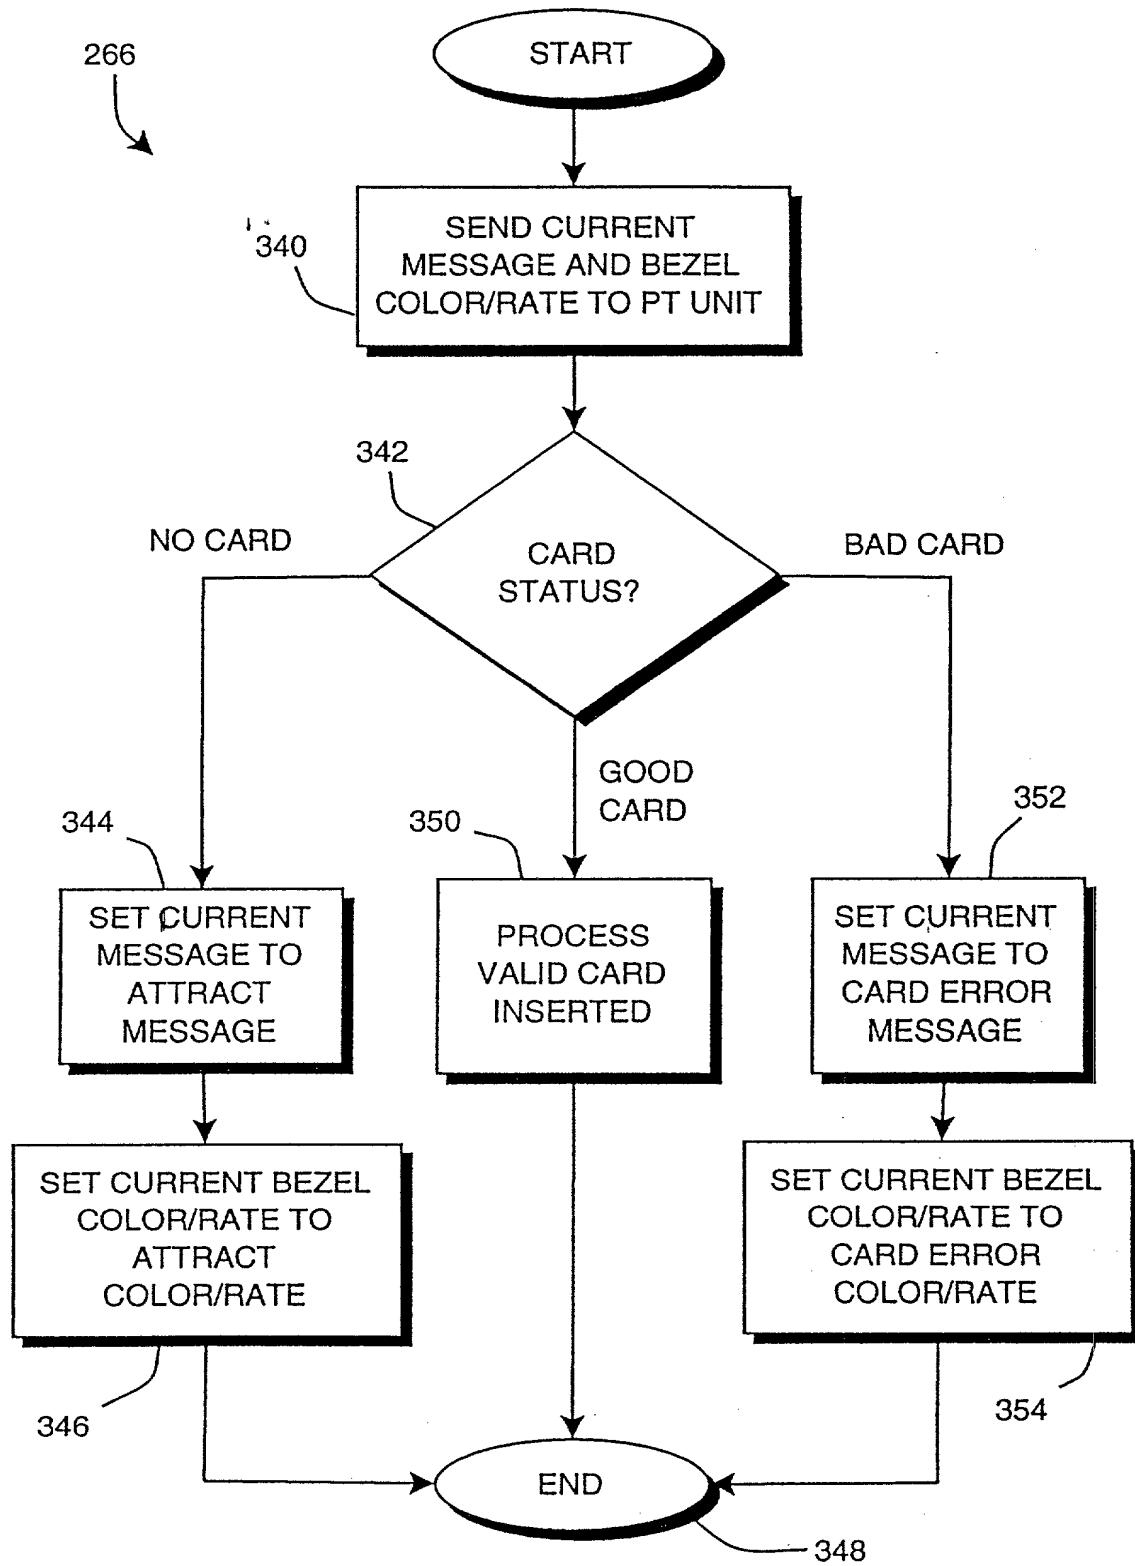 266
START
340
SEND CURRENT
MESSAGE AND BEZEL
COLOR/RATE TO PT UNIT
342
NO CARD
CARD
STATUS?
BAD CARD
GOOD
CARD
344
350
352
SET CURRENT
MESSAGE TO
ATTRACT
MESSAGE
PROCESS
VALID CARD
INSERTED
SET CURRENT
MESSAGE TO
CARD ERROR
MESSAGE
SET CURRENT BEZEL
COLOR/RATE TO
ATTRACT
COLOR/RATE
SET CURRENT BEZEL
COLOR/RATE TO
CARD ERROR
COLOR/RATE
346
354
END
348